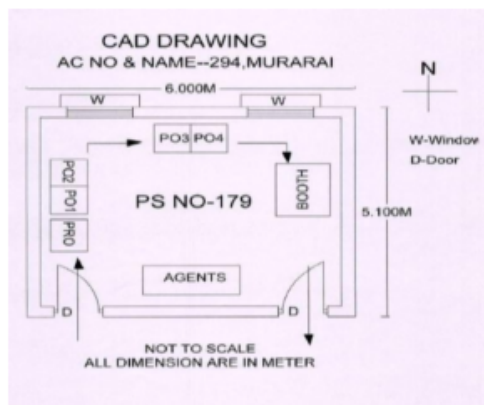 CAD DRAWING
AC NO & NAME--294,MURARAI
N
6.000M
W
W
W-Window
D-Door
PO3
PO4
PO2
PO1
PRO
BOOTH
PS NO-179
5.100M
AGENTS
D
D
NOT TO SCALE
ALL DIMENSION ARE IN METER